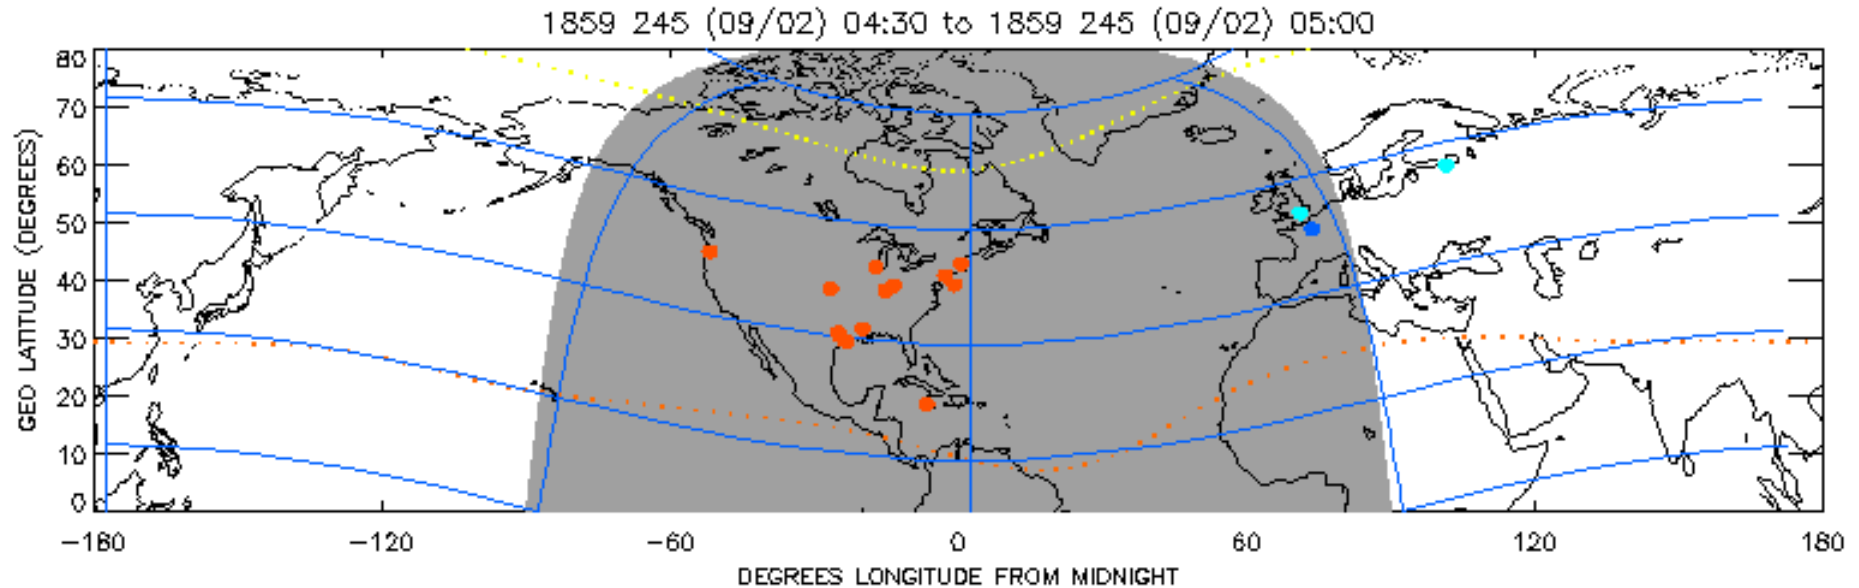 1859 245 (09/02) 04:30 to 1859 245 (09/02) 05:00
80
70
60
50
40
30
20
10
0
GEO LATITUDE (DEGREES)
-180 -120 -60 0 60 120 180
DEGREES LONGITUDE FROM MIDNIGHT